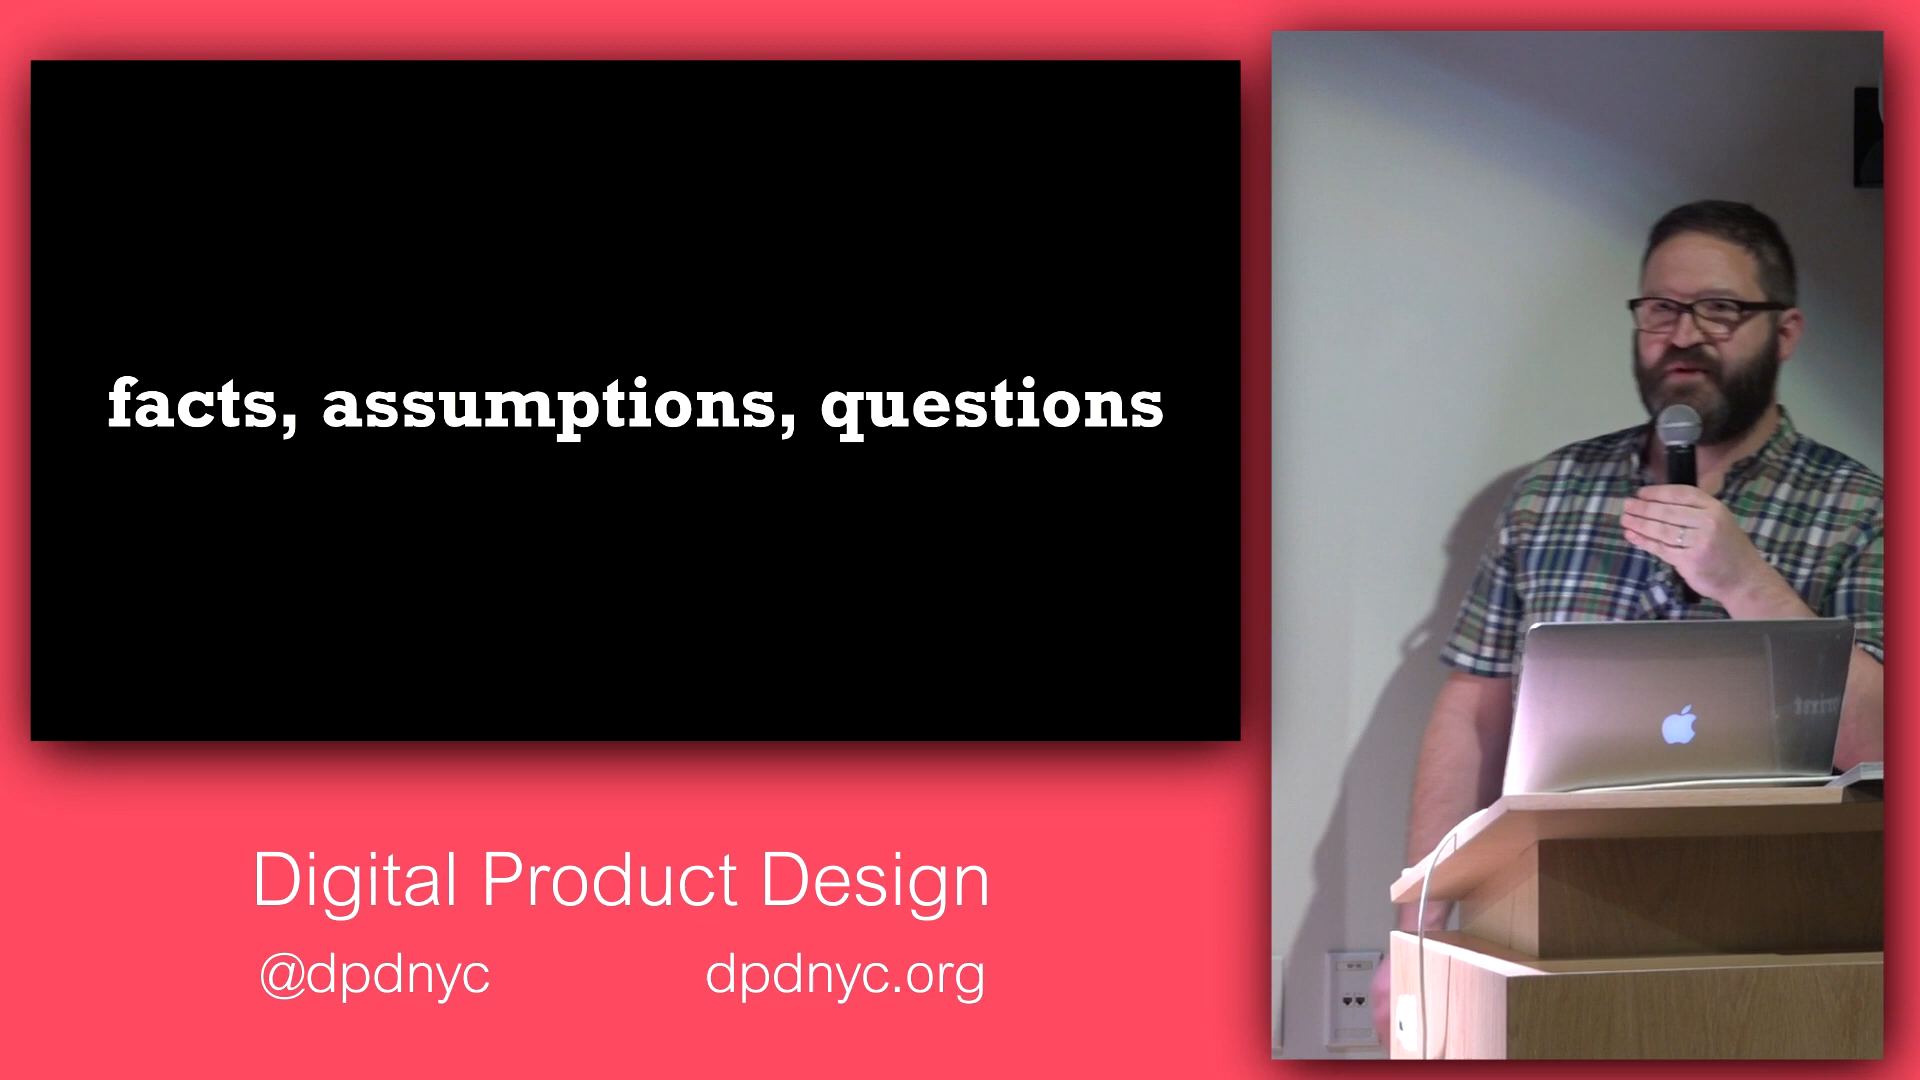 facts, assumptions, questions
Digital Product Design
@dpdnyc
dpdnyc.org